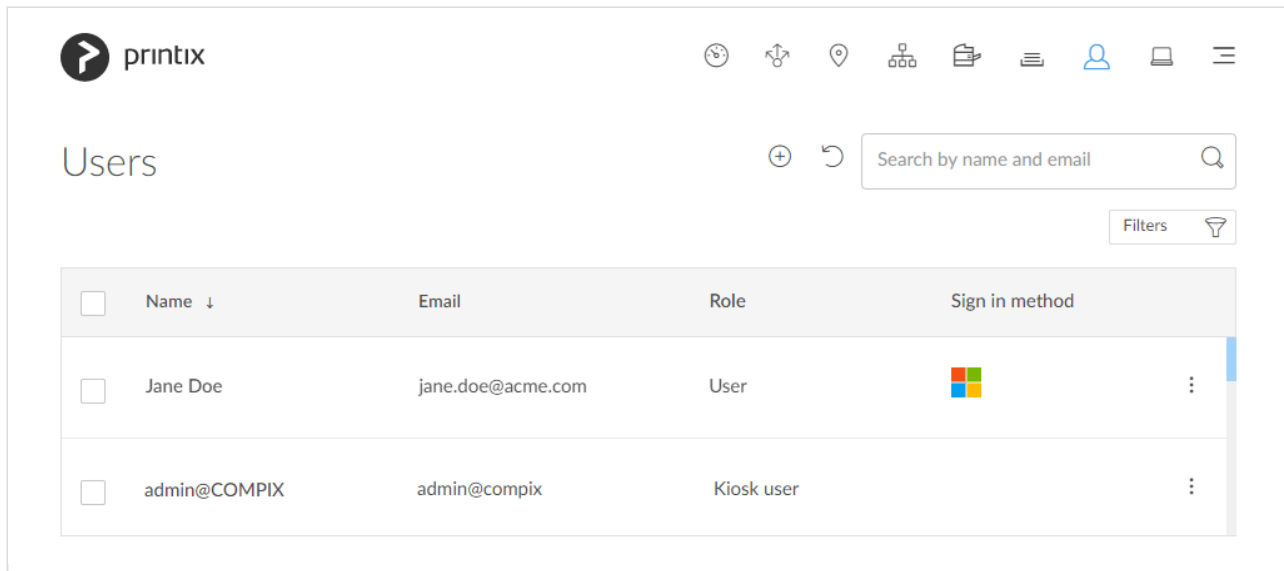 printix
Users
Search by name and email
Filters
Name ↓ Email Role Sign in method
Jane Doe jane.doe@acme.com User
admin@COMPIX admin@compix Kiosk user